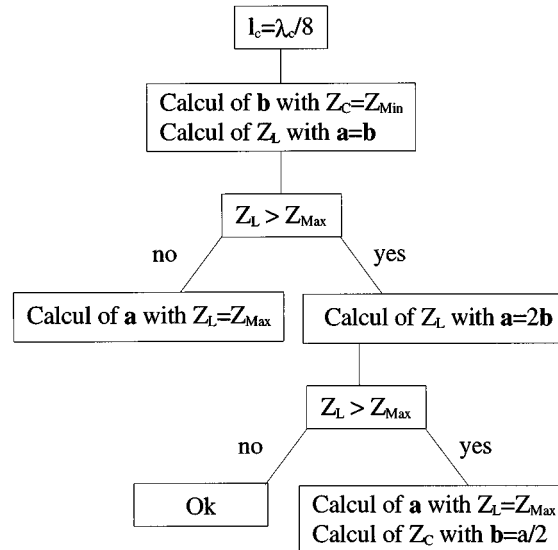 l_c=λ_c/8
Calcul of b with Z_C=Z_Min
Calcul of Z_L with a=b
Z_L > Z_Max
no
yes
Calcul of a with Z_L=Z_Max
Calcul of Z_L with a=2b
Z_L > Z_Max
no
yes
Ok
Calcul of a with Z_L=Z_Max
Calcul of Z_C with b=a/2